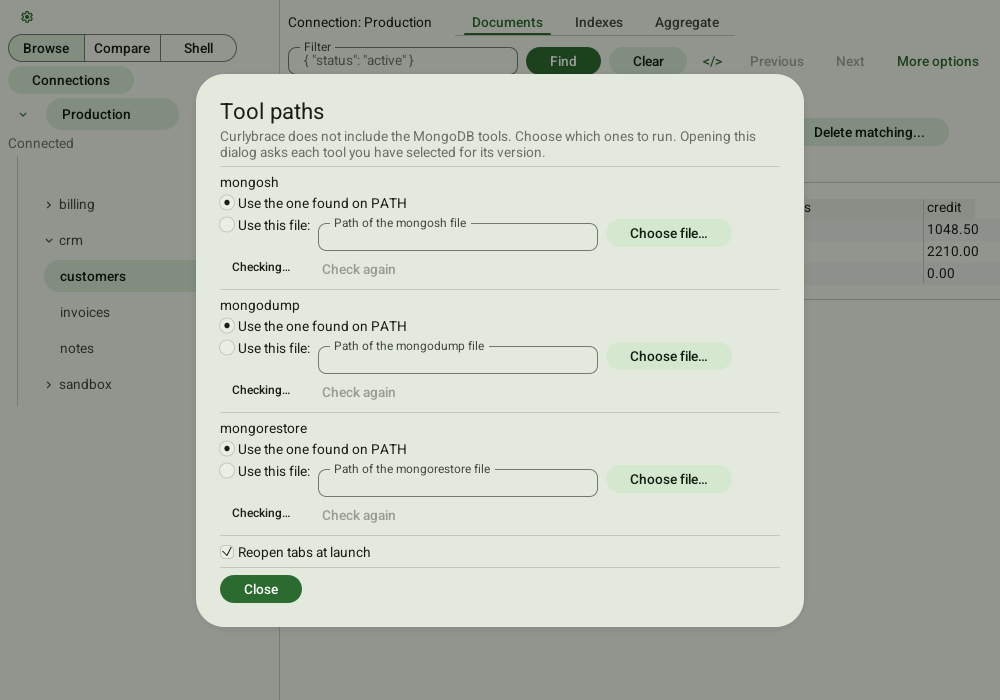 Browse Compare Shell
Connections
Production
Connected
billing
crm
customers
invoices
notes
sandbox
Connection: Production Documents Indexes Aggregate
Filter
{ "status": "active" } Find Clear </> Previous Next More options
Delete matching...
s credit
1048.50
2210.00
0.00
Tool paths
Curlybrace does not include the MongoDB tools. Choose which ones to run. Opening this
dialog asks each tool you have selected for its version.
mongosh
Use the one found on PATH
Use this file: Path of the mongosh file Choose file...
Checking... Check again
mongodump
Use the one found on PATH
Use this file: Path of the mongodump file Choose file...
Checking... Check again
mongorestore
Use the one found on PATH
Use this file: Path of the mongorestore file Choose file...
Checking... Check again
Reopen tabs at launch
Close